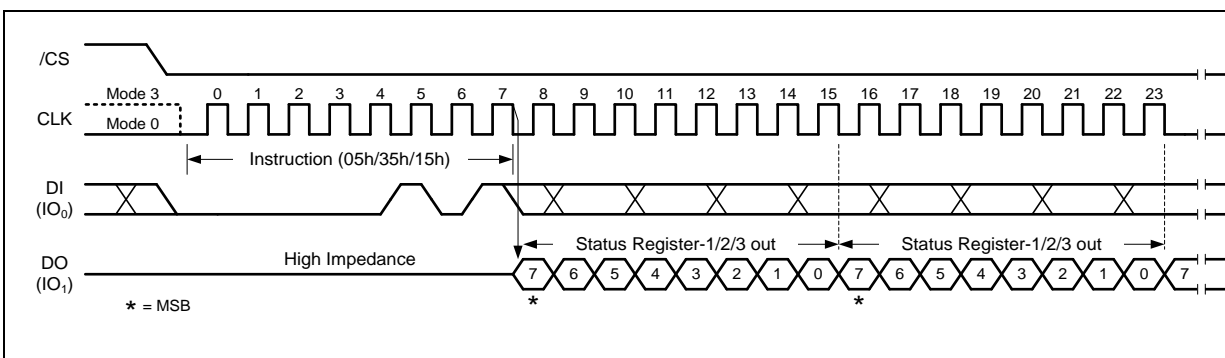 /CS
Mode 3
0 1 2 3 4 5 6 7 8 9 10 11 12 13 14 15 16 17 18 19 20 21 22 23
CLK
Mode 0
Instruction (05h/35h/15h)
DI
(IO0)
Status Register-1/2/3 out Status Register-1/2/3 out
High Impedance
DO
(IO1)
7 6 5 4 3 2 1 0 7 6 5 4 3 2 1 0 7
* *
* = MSB